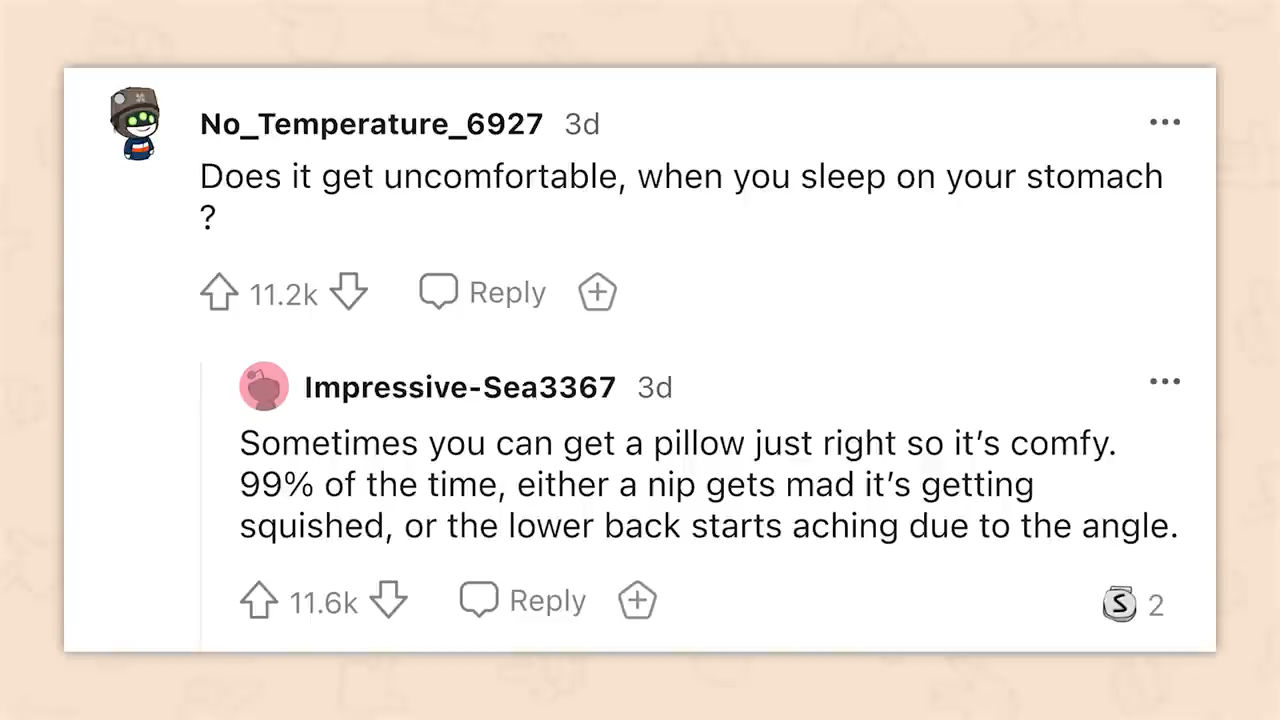 No_Temperature_6927 3d
Does it get uncomfortable, when you sleep on your stomach
?
11.2k Reply
Impressive-Sea3367 3d
Sometimes you can get a pillow just right so it’s comfy.
99% of the time, either a nip gets mad it’s getting
squished, or the lower back starts aching due to the angle.
11.6k Reply S 2